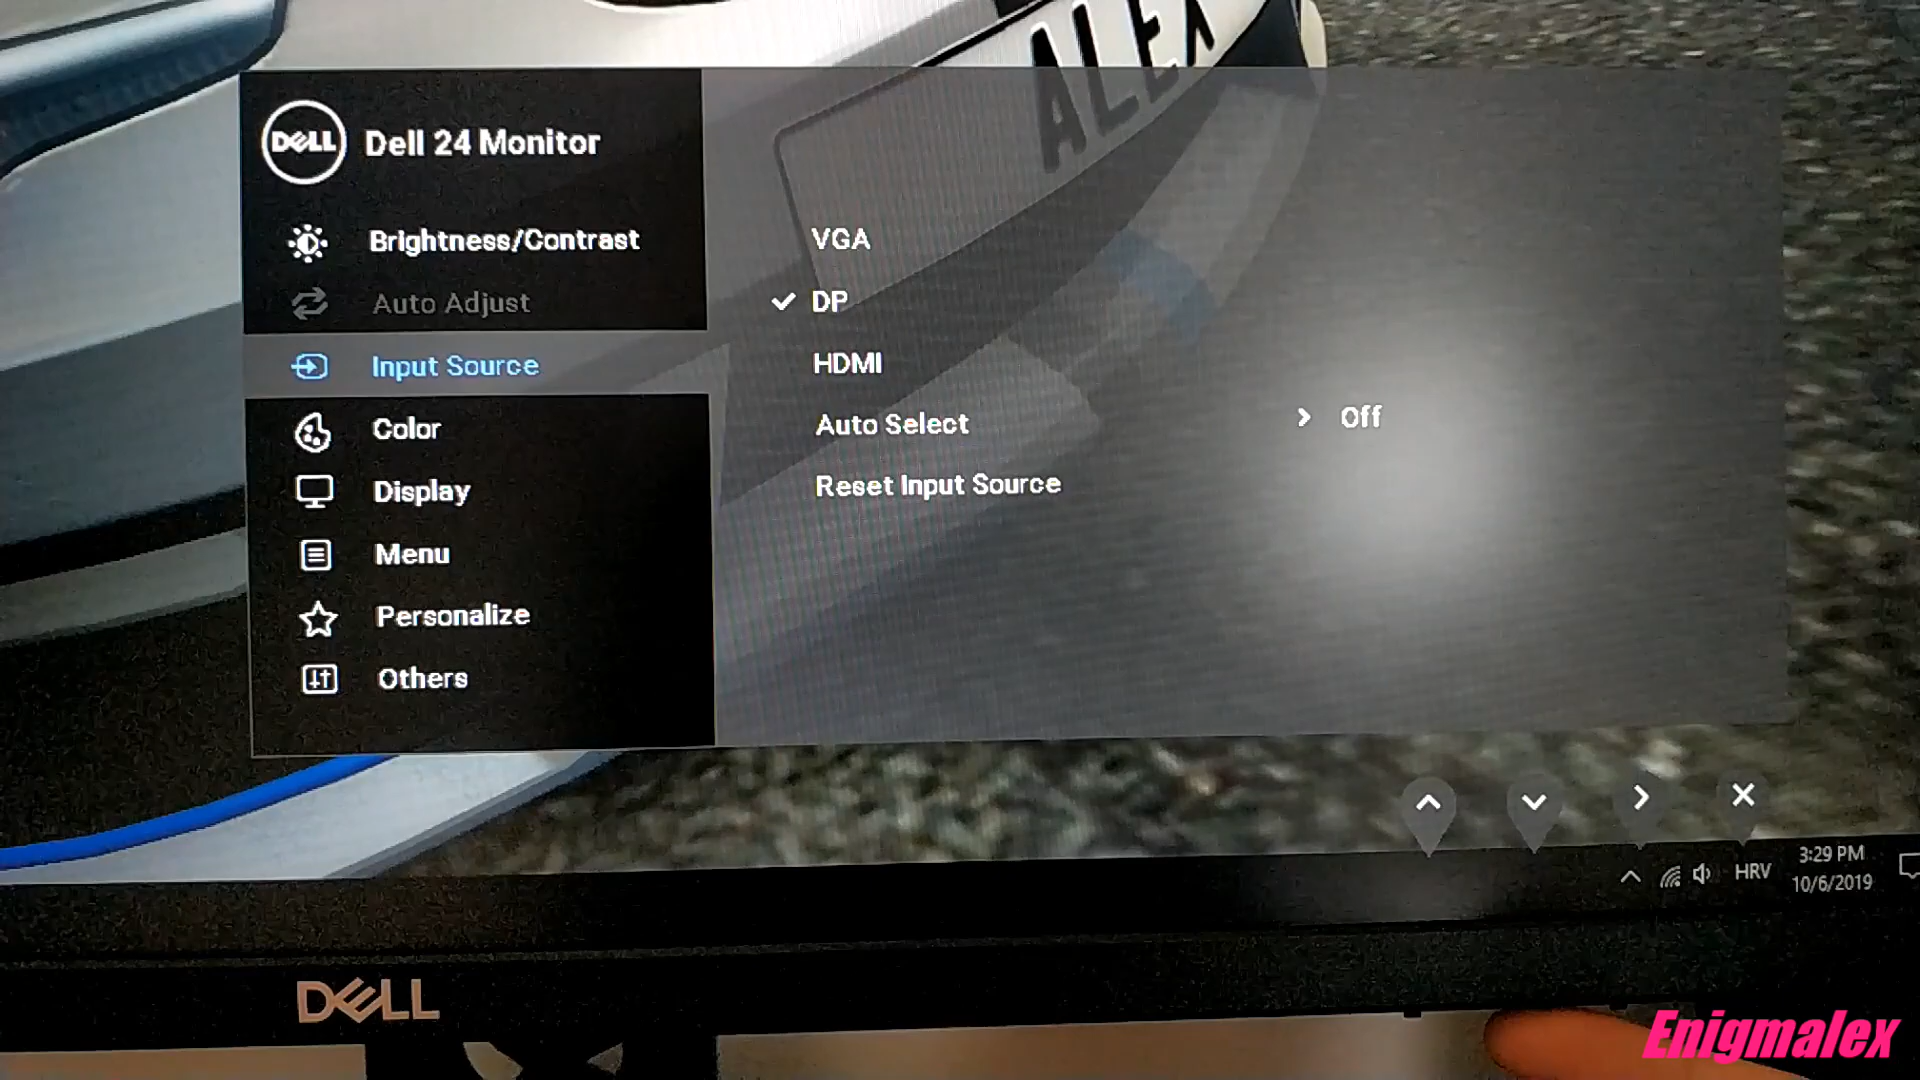 ALEX
DELL
Dell 24 Monitor
Brightness/Contrast
Auto Adjust
Input Source
Color
Display
Menu
Personalize
Others
VGA
DP
HDMI
Auto Select
Off
Reset Input Source
HRV
3:29 PM
10/6/2019
DELL
Enigmalex